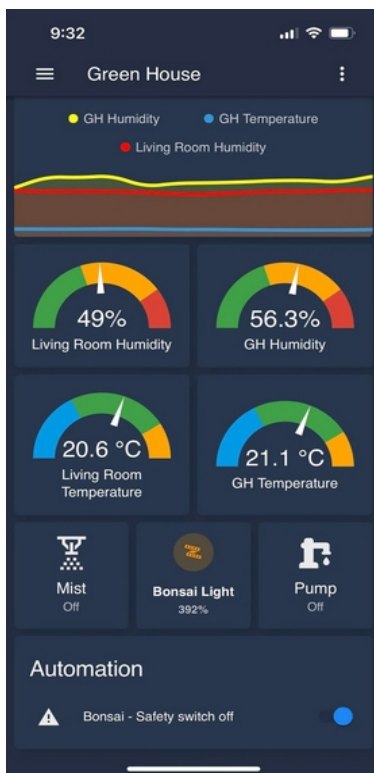 9:32
Green House
GH Humidity GH Temperature
Living Room Humidity
49%
Living Room Humidity
56.3%
GH Humidity
20.6 °C
Living Room
Temperature
21.1 °C
GH Temperature
Mist
Off
Bonsai Light
392%
Pump
Off
Automation
Bonsai - Safety switch off